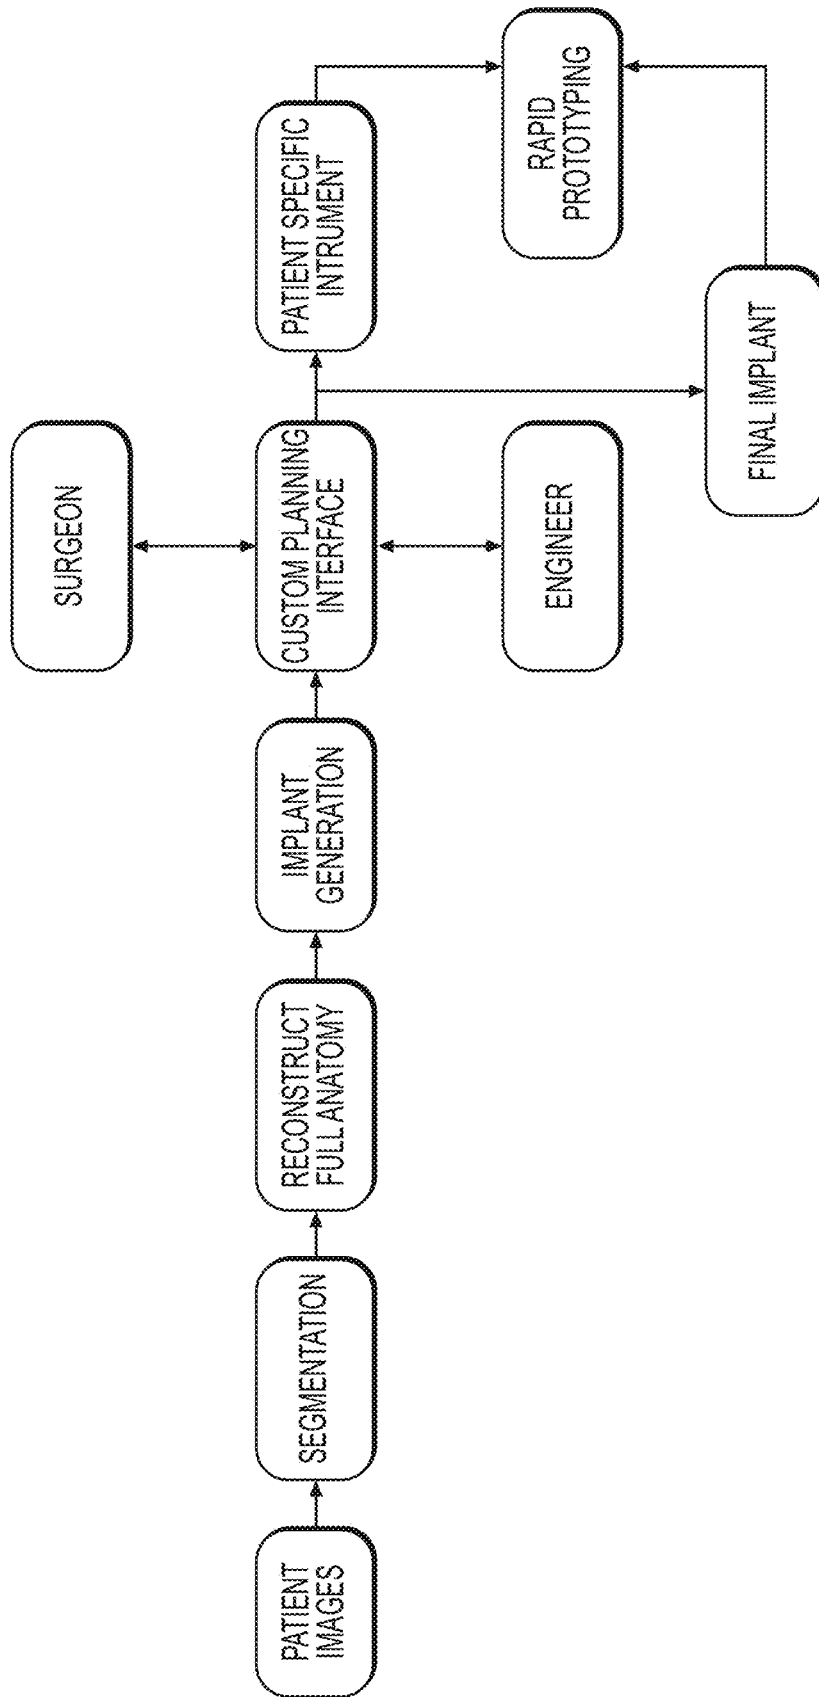 PATIENT
IMAGES
SEGMENTATION
RECONSTRUCT
FULL ANATOMY
IMPLANT
GENERATION
SURGEON
CUSTOM PLANNING
INTERFACE
ENGINEER
PATIENT SPECIFIC
INTRUMENT
FINAL IMPLANT
RAPID
PROTOTYPING